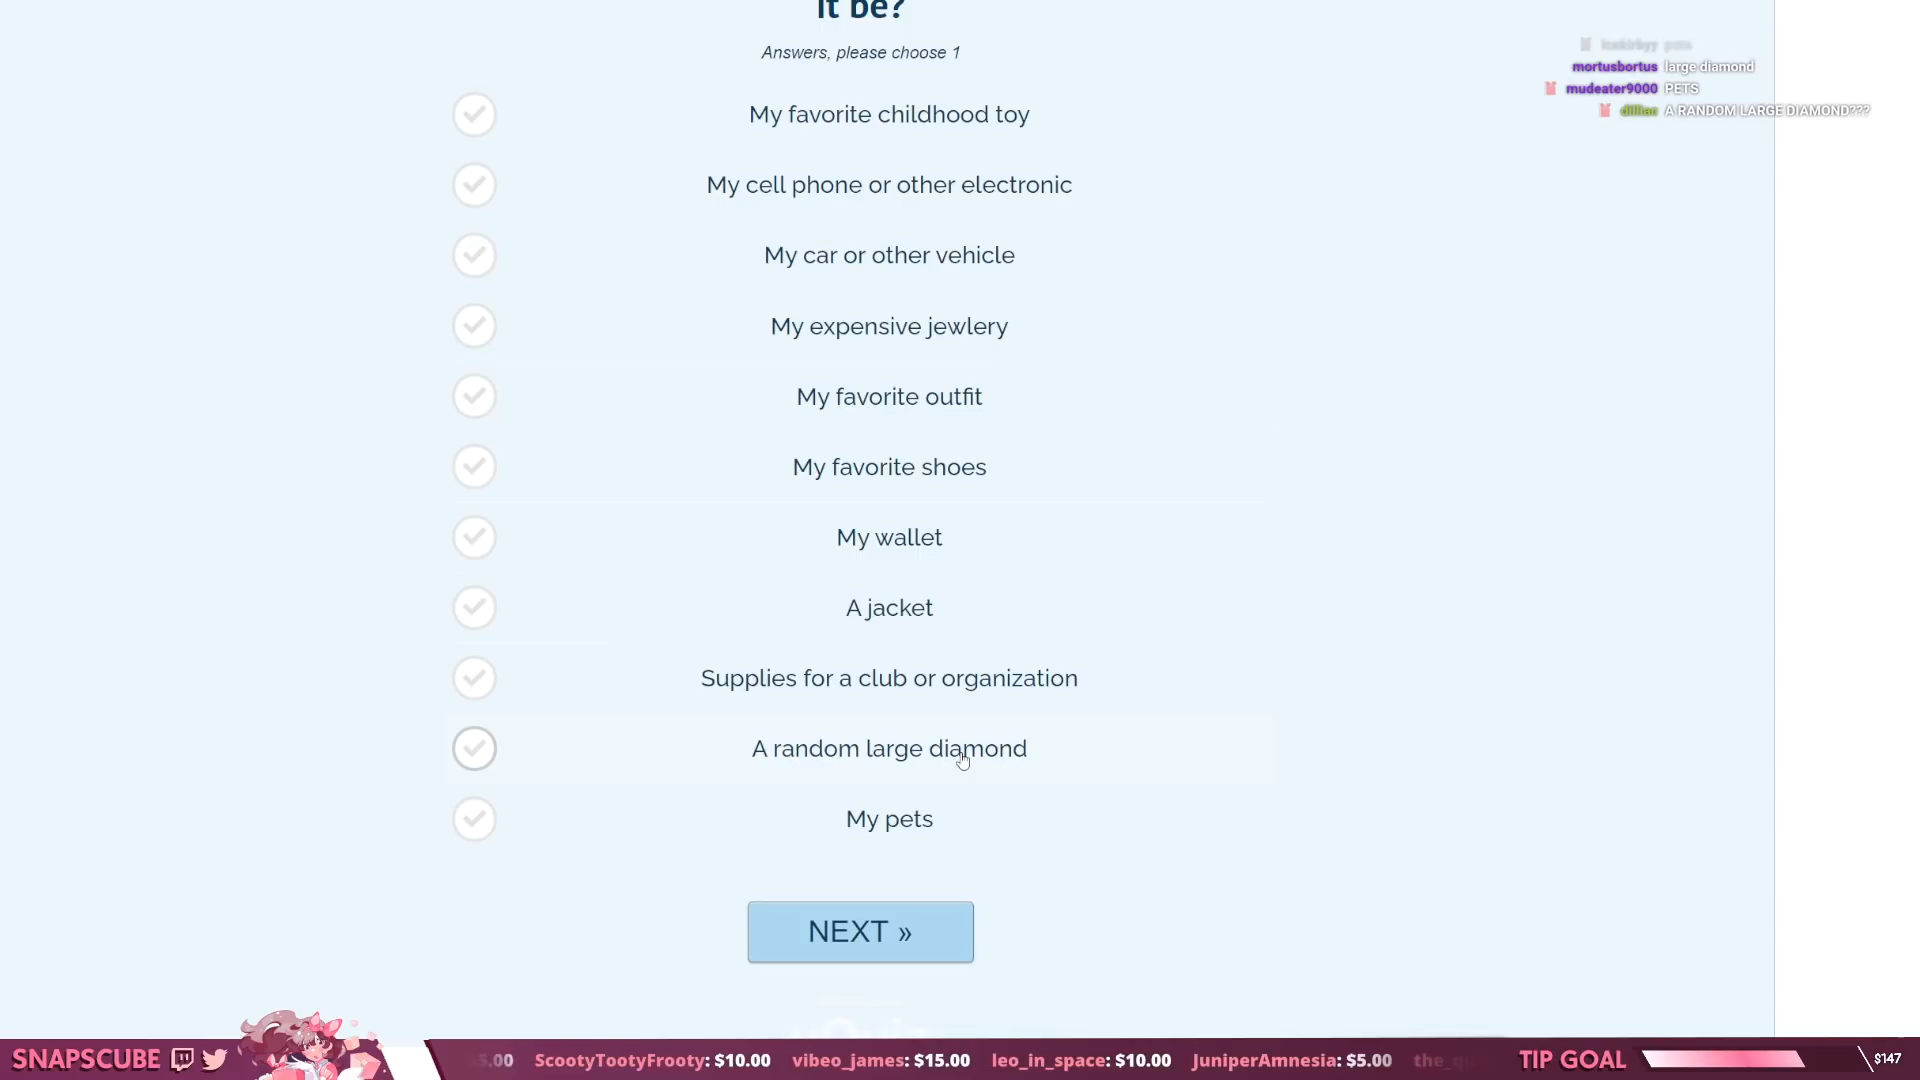 it be?
Answers, please choose 1
My favorite childhood toy
My cell phone or other electronic
My car or other vehicle
My expensive jewlery
My favorite outfit
My favorite shoes
My wallet
A jacket
Supplies for a club or organization
A random large diamond
My pets
NEXT »
pets
mortusbortus large diamond
mudeater9000 PETS
dillian A RANDOM LARGE DIAMOND???
SNAPSCUBE
5.00 ScootyTootyFrooty: $10.00 vibeo_james: $15.00 leo_in_space: $10.00 JuniperAmnesia: $5.00
TIP GOAL
$147